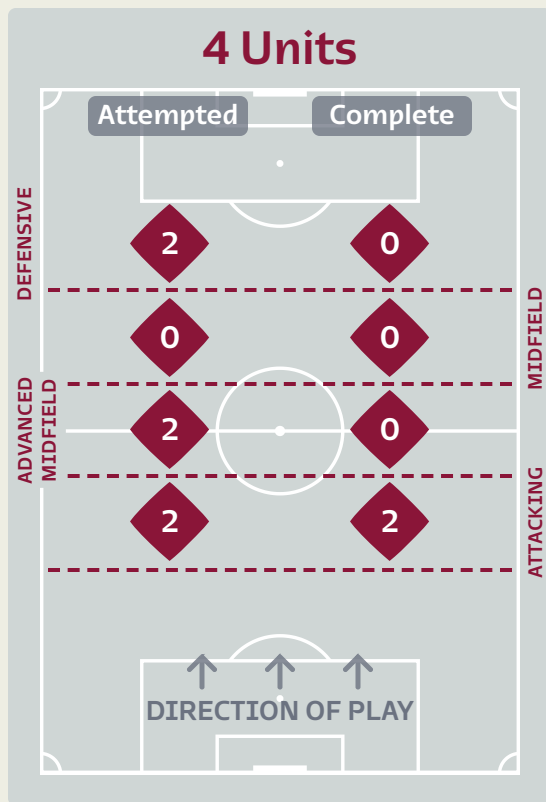 4 Units
Attempted
Complete
DEFENSIVE
2
0
MIDFIELD
0
0
ADVANCED
MIDFIELD
2
0
ATTACKING
2
2
DIRECTION OF PLAY